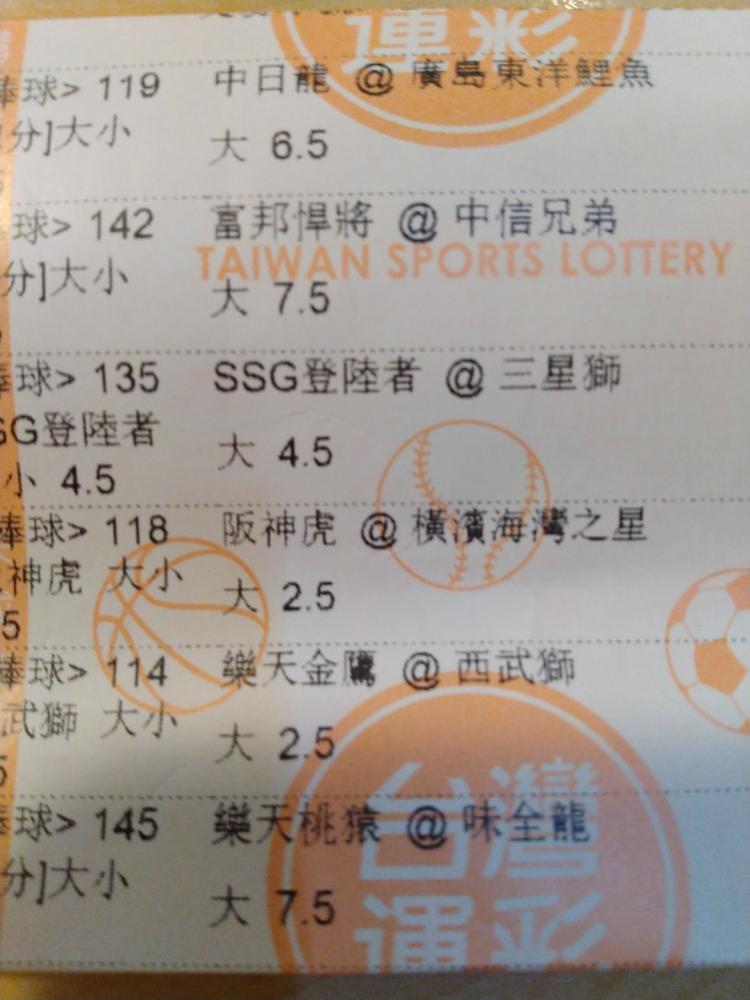 運彩
棒球> 119 中日龍 @ 廣島東洋鯉魚
分]大小
大 6.5
球> 142 富邦悍將 @ 中信兄弟
TAIWAN SPORTS LOTTERY
分]大小
大 7.5
棒球> 135 SSG登陸者 @ 三星獅
SG登陸者
大 4.5
小 4.5
棒球> 118 阪神虎 @ 橫濱海灣之星
神虎 大小
大 2.5
5
棒球> 114 樂天金鷹 @ 西武獅
武獅 大小
大 2.5
5
棒球> 145 樂天桃猿 @ 味全龍
台灣
分]大小
大 7.5
運彩